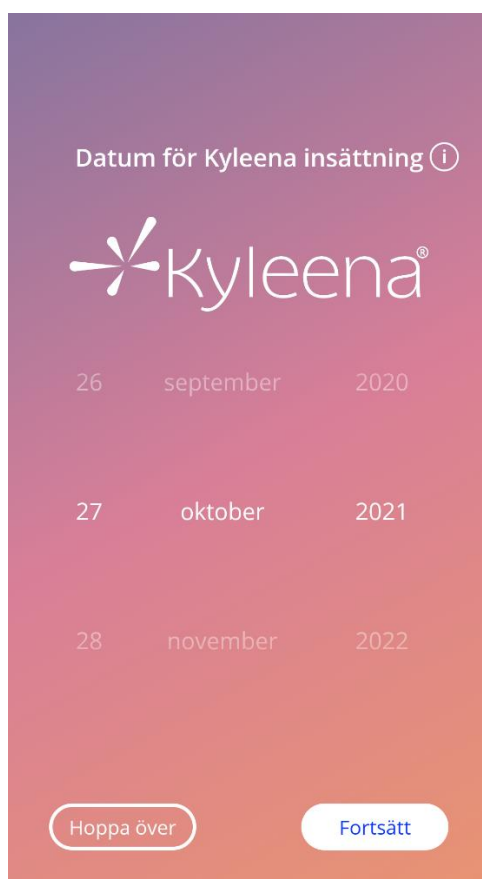 Datum för Kyleena insättning i
Kyleena®
26 september 2020
27 oktober 2021
28 november 2022
Hoppa över Fortsätt